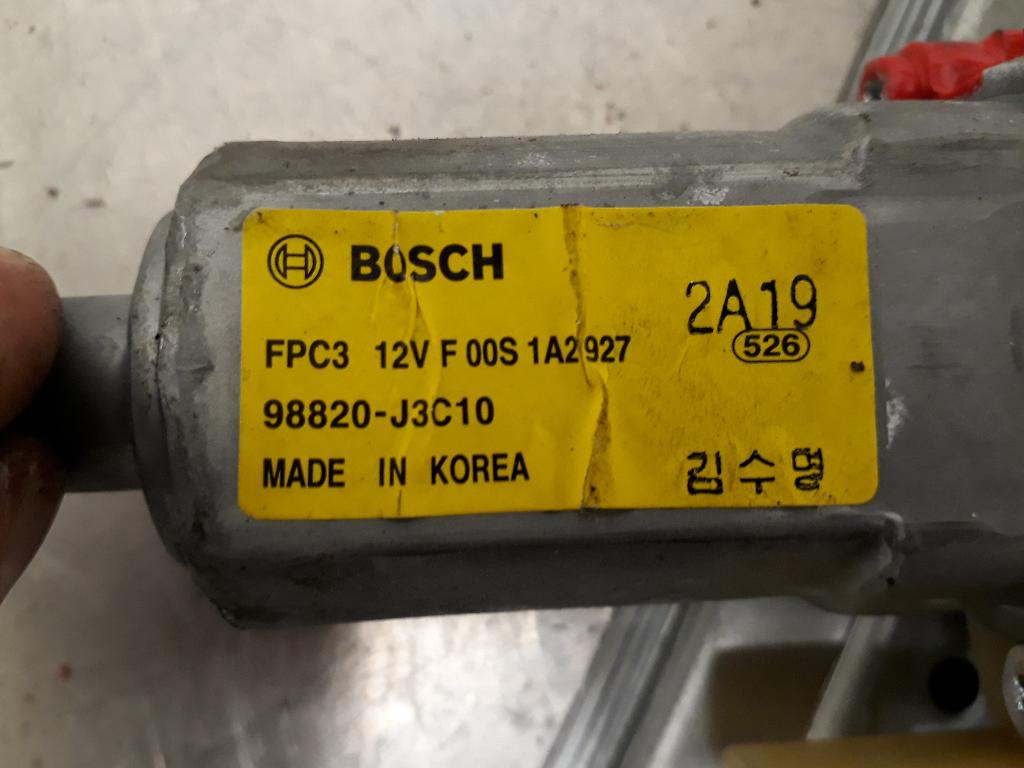 BOSCH
2A19
526
FPC3 12V F 00S 1A2927
98820-J3C10
MADE IN KOREA
김수명